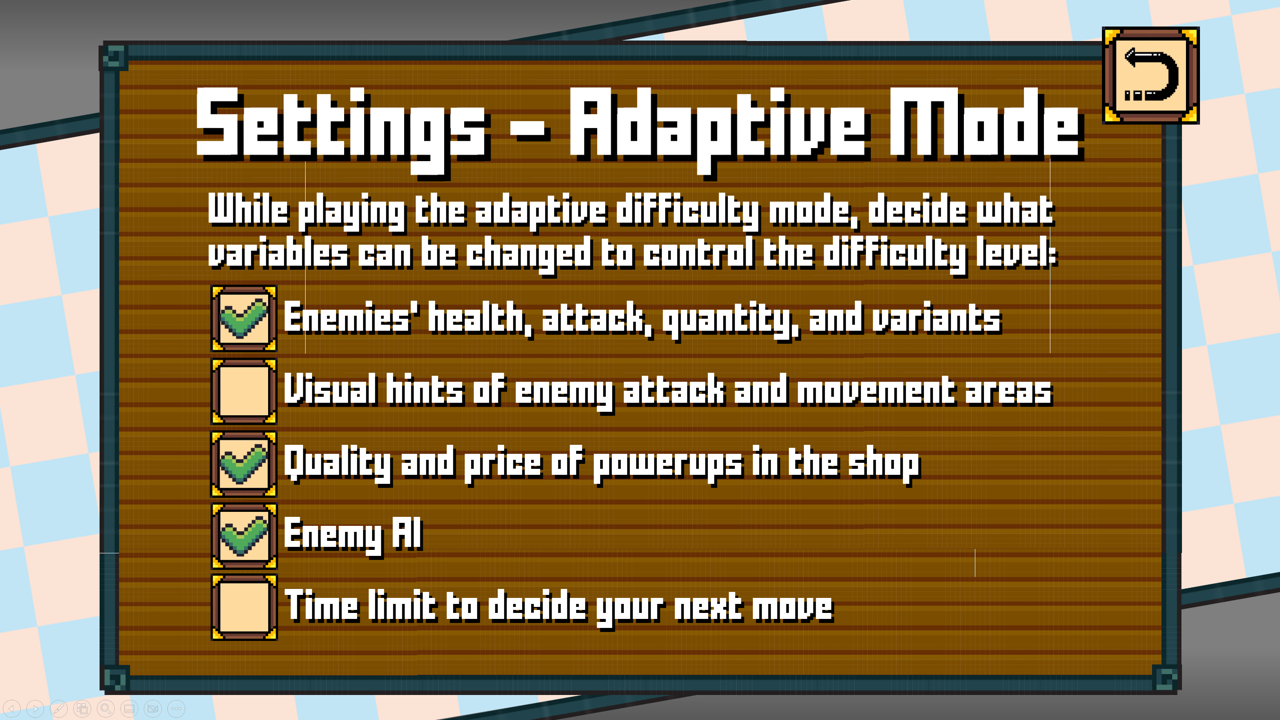 Settings - Adaptive Mode
While playing the adaptive difficulty mode, decide what
variables can be changed to control the difficulty level:
Enemies' health, attack, quantity, and variants
Visual hints of enemy attack and movement areas
Quality and price of powerups in the shop
Enemy AI
Time limit to decide your next move